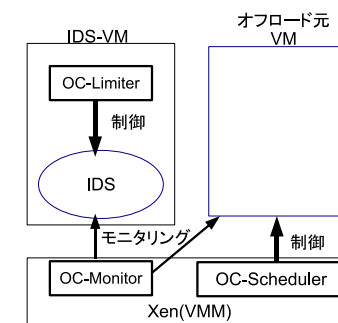 IDS-VM
オフロード元
VM
OC-Limiter
制御
IDS
モニタリング
制御
OC-Monitor
OC-Scheduler
Xen(VMM)